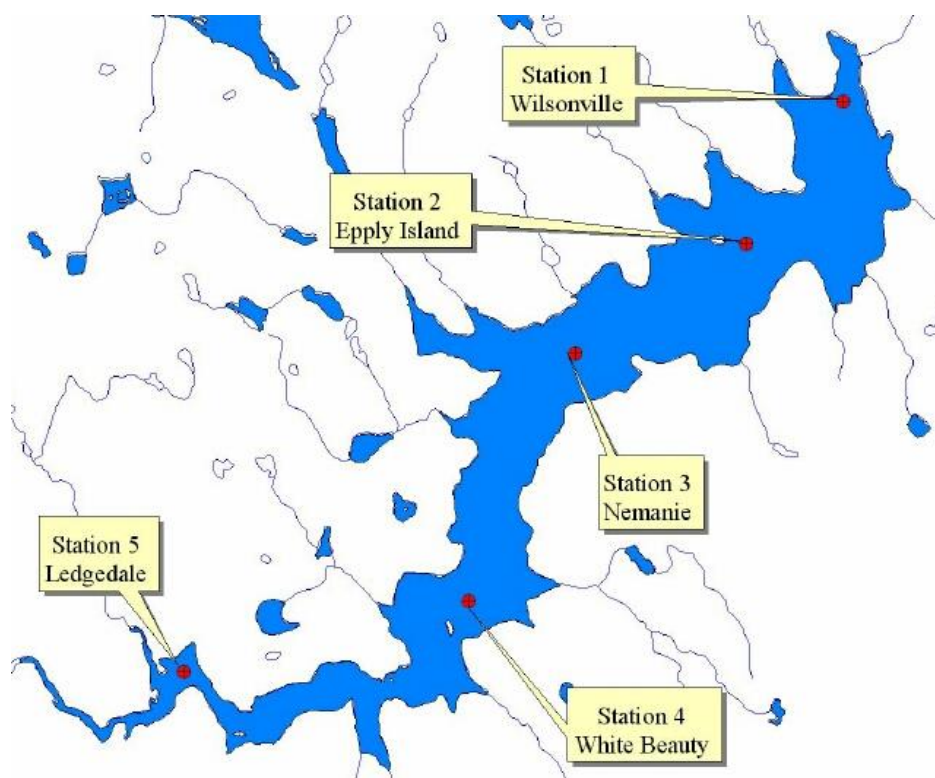 Station 1
Wilsonville
Station 2
Epply Island
Station 3
Nemanie
Station 5
Ledgedale
Station 4
White Beauty